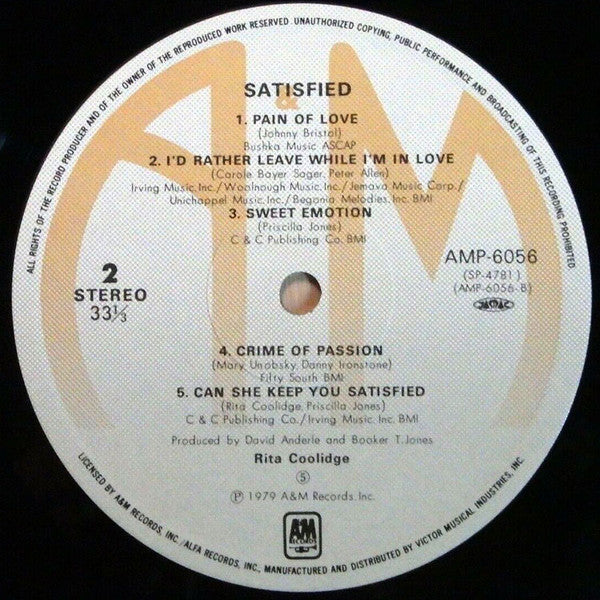 ALL RIGHTS OF THE RECORD PRODUCER AND OF THE OWNER OF THE REPRODUCED WORK RESERVED. UNAUTHORIZED COPYING, PUBLIC PERFORMANCE AND BROADCASTING OF THIS RECORDING PROHIBITED
A&M
SATISFIED
1. PAIN OF LOVE
(Johnny Bristol)
Bushka Music ASCAP
2. I'D RATHER LEAVE WHILE I'M IN LOVE
(Carole Bayer Sager, Peter Allen)
Irving Music, Inc./Woolnough Music, Inc./Jemava Music Corp./
Unichappel Music, Inc./Begonia Melodies, Inc. BMI
3. SWEET EMOTION
(Priscilla Jones)
C & C Publishing Co. BMI
2
STEREO
33⅓
AMP-6056
(SP-4781)
(AMP-6056-B)
JASRAC
4. CRIME OF PASSION
(Mary Unobsky, Danny Ironstone)
Fifty South BMI
5. CAN SHE KEEP YOU SATISFIED
(Rita Coolidge, Priscilla Jones)
C & C Publishing Co./Irving Music, Inc. BMI
Produced by David Anderle and Booker T. Jones
Rita Coolidge
Ⓢ
℗ 1979 A&M Records, Inc.
A&M
RECORDS
LICENSED BY A&M RECORDS, INC./ALFA RECORDS, INC., MANUFACTURED AND DISTRIBUTED BY VICTOR MUSICAL INDUSTRIES, INC.